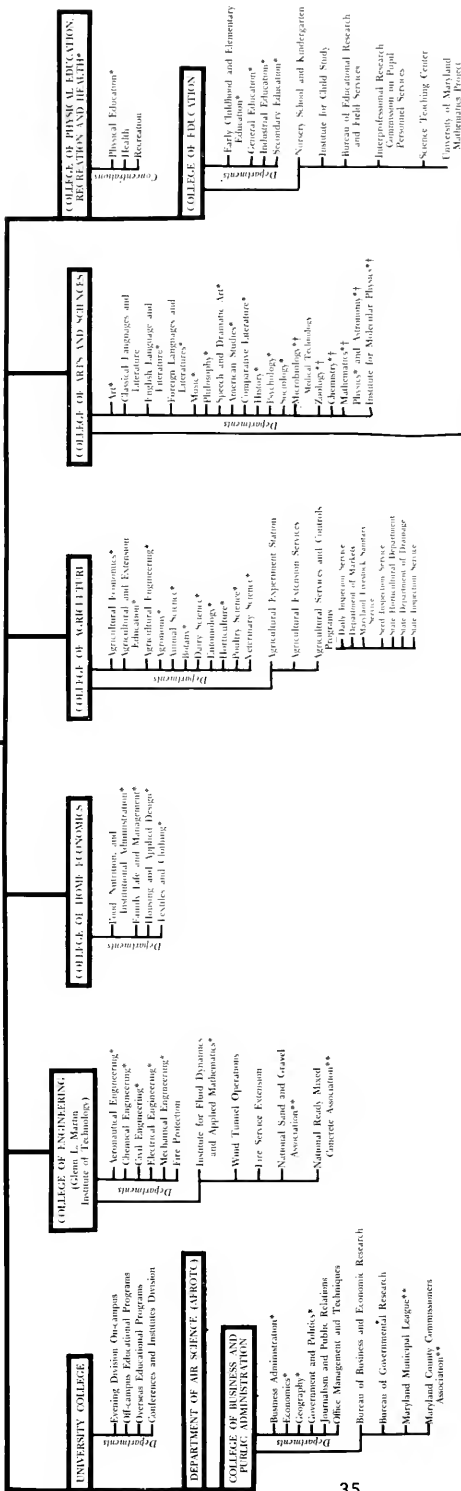 UNIVERSITY COLLEGE
Departments
Evening Division On-campus
Off-campus Educational Programs
Overseas Educational Programs
Conferences and Institutes Division
DEPARTMENT OF AIR SCIENCE (AFROTC)
COLLEGE OF BUSINESS AND
PUBLIC ADMINISTRATION
Departments
Business Administration*
Economics*
Geography*
Government and Politics*
Journalism and Public Relations
Office Management and Techniques
Bureau of Business and Economic Research
Bureau of Governmental Research
Maryland Municipal League**
Maryland County Commissioners
Association**
COLLEGE OF ENGINEERING
(Glenn L. Martin
Institute of Technology)
Departments
Aeronautical Engineering*
Chemical Engineering*
Civil Engineering*
Electrical Engineering*
Mechanical Engineering*
Fire Protection
Institute for Fluid Dynamics
and Applied Mathematics*
Wind Tunnel Operations
Fire Service Extension
National Sand and Gravel
Association**
National Ready Mixed
Concrete Association**
COLLEGE OF HOME ECONOMICS
Departments
Food, Nutrition, and
Institutional Administration*
Family Life and Management*
Housing and Applied Design*
Textiles and Clothing*
COLLEGE OF AGRICULTURE
Departments
Agricultural Economics*
Agricultural and Extension
Education*
Agricultural Engineering*
Agronomy*
Animal Science*
Botany*
Dairy Science*
Entomology*
Horticulture*
Poultry Science*
Veterinary Science*
Agricultural Experiment Station
Agricultural Extension Services
Agricultural Services and Controls
Programs
Daily Inspection Service
Department of Markets
Maryland Livestock Sanitary
Service
Seed Inspection Service
State Horticultural Department
State Department of Drainage
State Inspection Service
COLLEGE OF ARTS AND SCIENCES
Departments
Art*
Classical Languages and
Literature
English Language and
Literature*
Foreign Languages and
Literatures*
Music*
Philosophy*
Speech and Dramatic Art*
American Studies*
Comparative Literature*
History*
Psychology*
Sociology*
Microbiology*†
Medical Technology
Zoology*†
Chemistry*†
Mathematics*†
Physics* and Astronomy*†
Institute for Molecular Physics*†
COLLEGE OF PHYSICAL EDUCATION,
RECREATION AND HEALTH*
Concentrations
Physical Education*
Health
Recreation
COLLEGE OF EDUCATION
Departments
Early Childhood and Elementary
Education*
General Education*
Industrial Education*
Secondary Education*
Nursery School and Kindergarten
Institute for Child Study
Bureau of Educational Research
and Field Services
Interprofessional Research
Commission on Pupil
Personnel Services
Science Teaching Center
University of Maryland
Mathematics Project
35